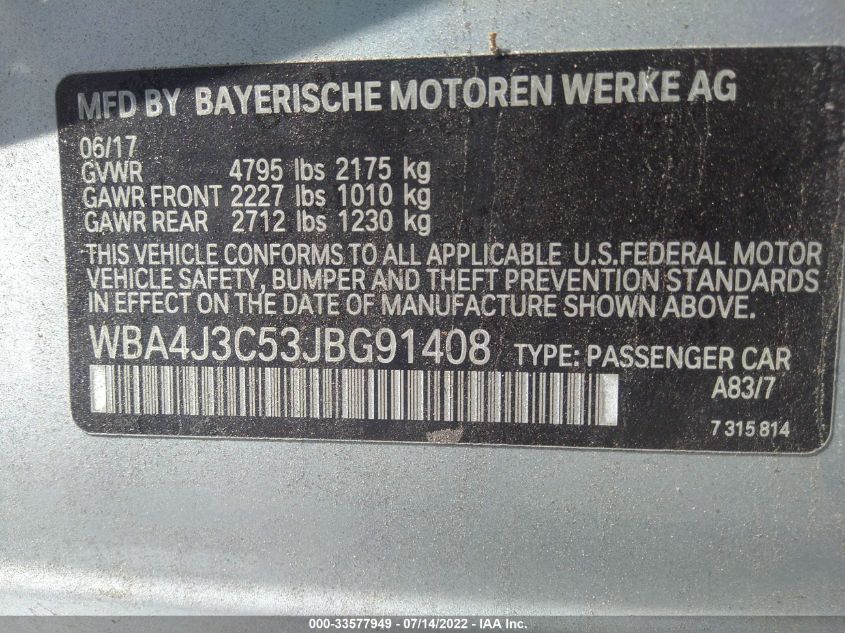 MFD BY BAYERISCHE MOTOREN WERKE AG
06/17
GVWR 4795 lbs 2175 kg
GAWR FRONT 2227 lbs 1010 kg
GAWR REAR 2712 lbs 1230 kg
THIS VEHICLE CONFORMS TO ALL APPLICABLE U.S.FEDERAL MOTOR
VEHICLE SAFETY, BUMPER AND THEFT PREVENTION STANDARDS
IN EFFECT ON THE DATE OF MANUFACTURE SHOWN ABOVE.
WBA4J3C53JBG91408 TYPE: PASSENGER CAR
A83/7
7 315 814
000-33577949 - 07/14/2022 - IAA Inc.